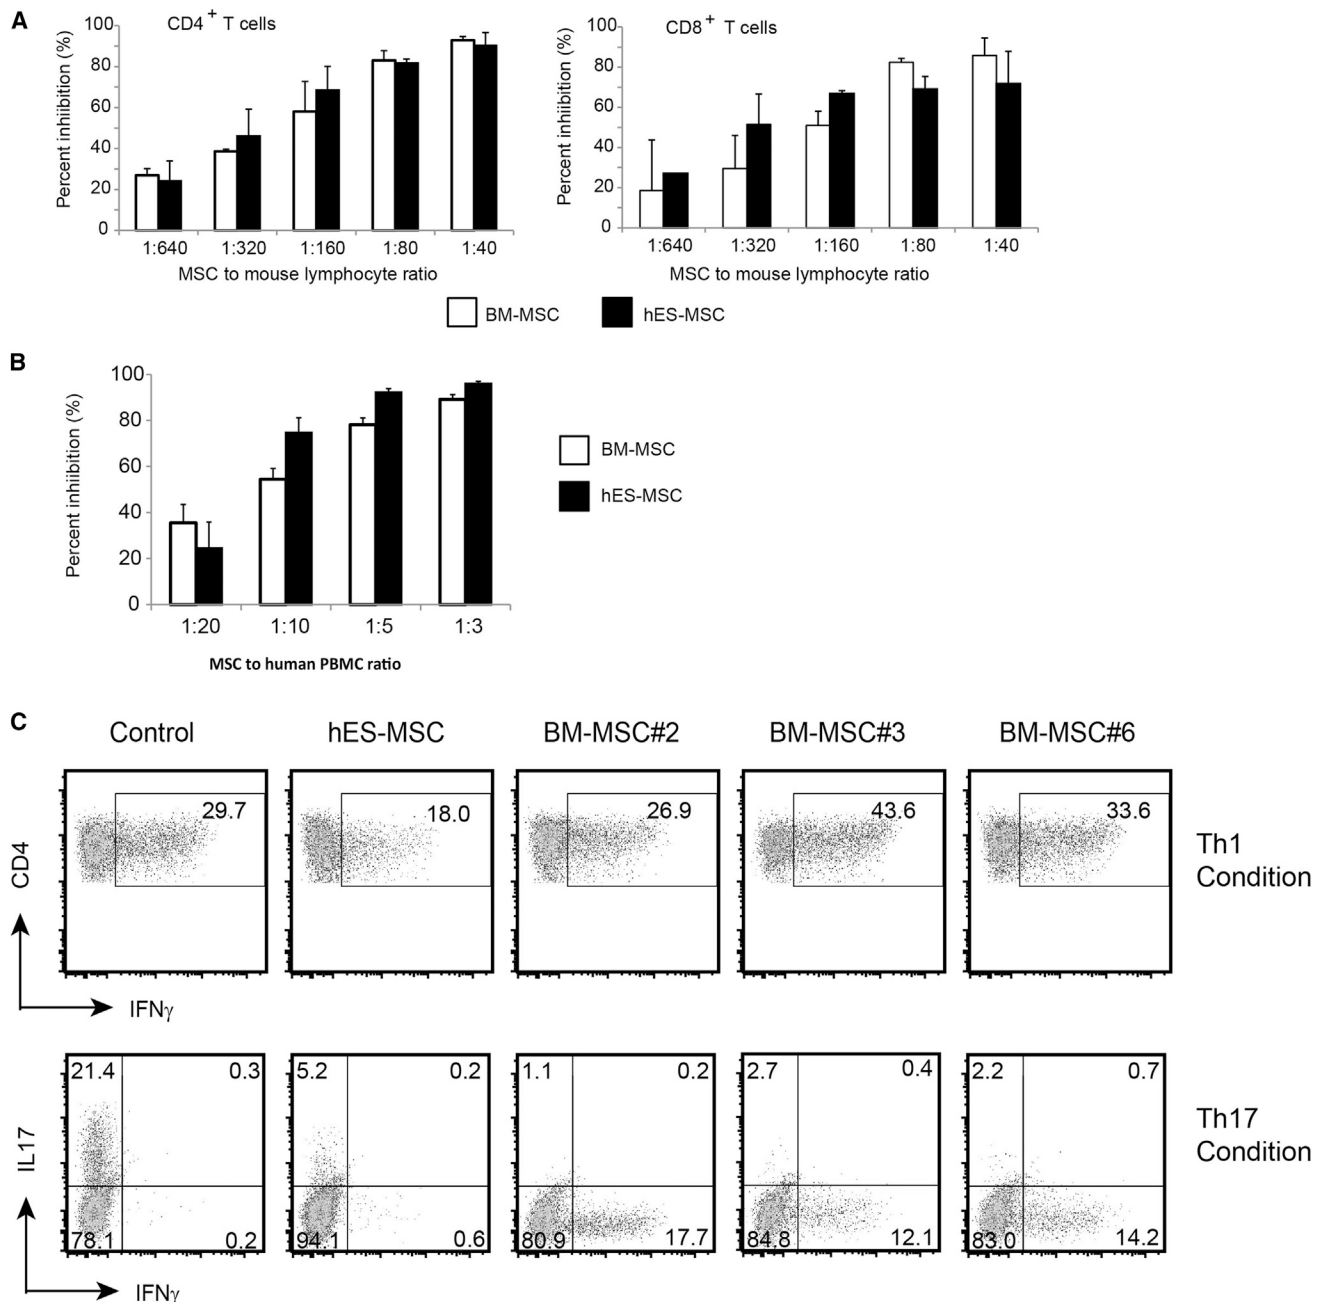 A
CD4 + T cells
Percent inhiibition (%)
100
80
60
40
20
0
1:640 1:320 1:160 1:80 1:40
MSC to mouse lymphocyte ratio
CD8 + T cells
Percent inhiibition (%)
100
80
60
40
20
0
1:640 1:320 1:160 1:80 1:40
MSC to mouse lymphocyte ratio
BM-MSC hES-MSC
B
Percent inhiibition (%)
100
80
60
40
20
0
1:20 1:10 1:5 1:3
MSC to human PBMC ratio
BM-MSC
hES-MSC
C
Control hES-MSC BM-MSC#2 BM-MSC#3 BM-MSC#6
29.7 18.0 26.9 43.6 33.6
CD4
IFNγ
Th1
Condition
21.4 0.3 5.2 0.2 1.1 0.2 2.7 0.4 2.2 0.7
IL17
Th17
Condition
78.1 0.2 94.1 0.6 80.9 17.7 84.8 12.1 83.0 14.2
IFNγ